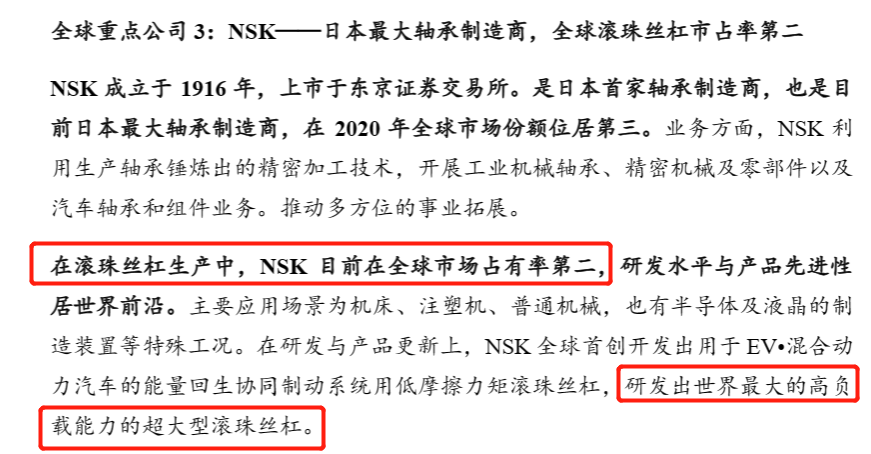 全球重点公司 3：NSK——日本最大轴承制造商，全球滚珠丝杠市占率第二
NSK 成立于 1916 年，上市于东京证券交易所。是日本首家轴承制造商，也是目
前日本最大轴承制造商，在 2020 年全球市场份额位居第三。业务方面，NSK 利
用生产轴承锤炼出的精密加工技术，开展工业机械轴承、精密机械及零部件以及
汽车轴承和组件业务。推动多方位的事业拓展。
在滚珠丝杠生产中，NSK 目前在全球市场占有率第二，研发水平与产品先进性
居世界前沿。主要应用场景为机床、注塑机、普通机械，也有半导体及液晶的制
造装置等特殊工况。在研发与产品更新上，NSK 全球首创开发出用于 EV•混合动
力汽车的能量回生协同制动系统用低摩擦力矩滚珠丝杠，研发出世界最大的高负
载能力的超大型滚珠丝杠。